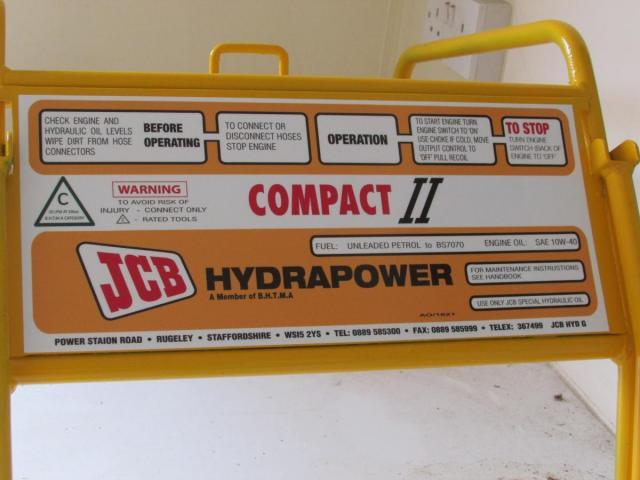 CHECK ENGINE AND
HYDRAULIC OIL LEVELS
WIPE DIRT FROM HOSE
CONNECTORS
BEFORE
OPERATING
TO CONNECT OR
DISCONNECT HOSES
STOP ENGINE
OPERATION
TO START ENGINE TURN
ENGINE SWITCH TO 'ON'
USE CHOKE IF COLD, MOVE
OUTPUT CONTROL TO
'OFF' PULL RECOIL
TO STOP
TURN ENGINE
SWITCH (BACK OF
ENGINE TO 'OFF'
C
B.H.T.M.A CATEGORY
WARNING
TO AVOID RISK OF
INJURY - CONNECT ONLY
- RATED TOOLS
COMPACT II
FUEL: UNLEADED PETROL to BS7070 ENGINE OIL: SAE 10W-40
JCB HYDRAPOWER
A Member of B.H.T.M.A
FOR MAINTENANCE INSTRUCTIONS
SEE HANDBOOK
USE ONLY JCB SPECIAL HYDRAULIC OIL
AO/1621
POWER STAION ROAD • RUGELEY • STAFFORDSHIRE • WS15 2YS • TEL: 0889 585300 • FAX: 0889 585999 • TELEX: 367499 JCB HYD G